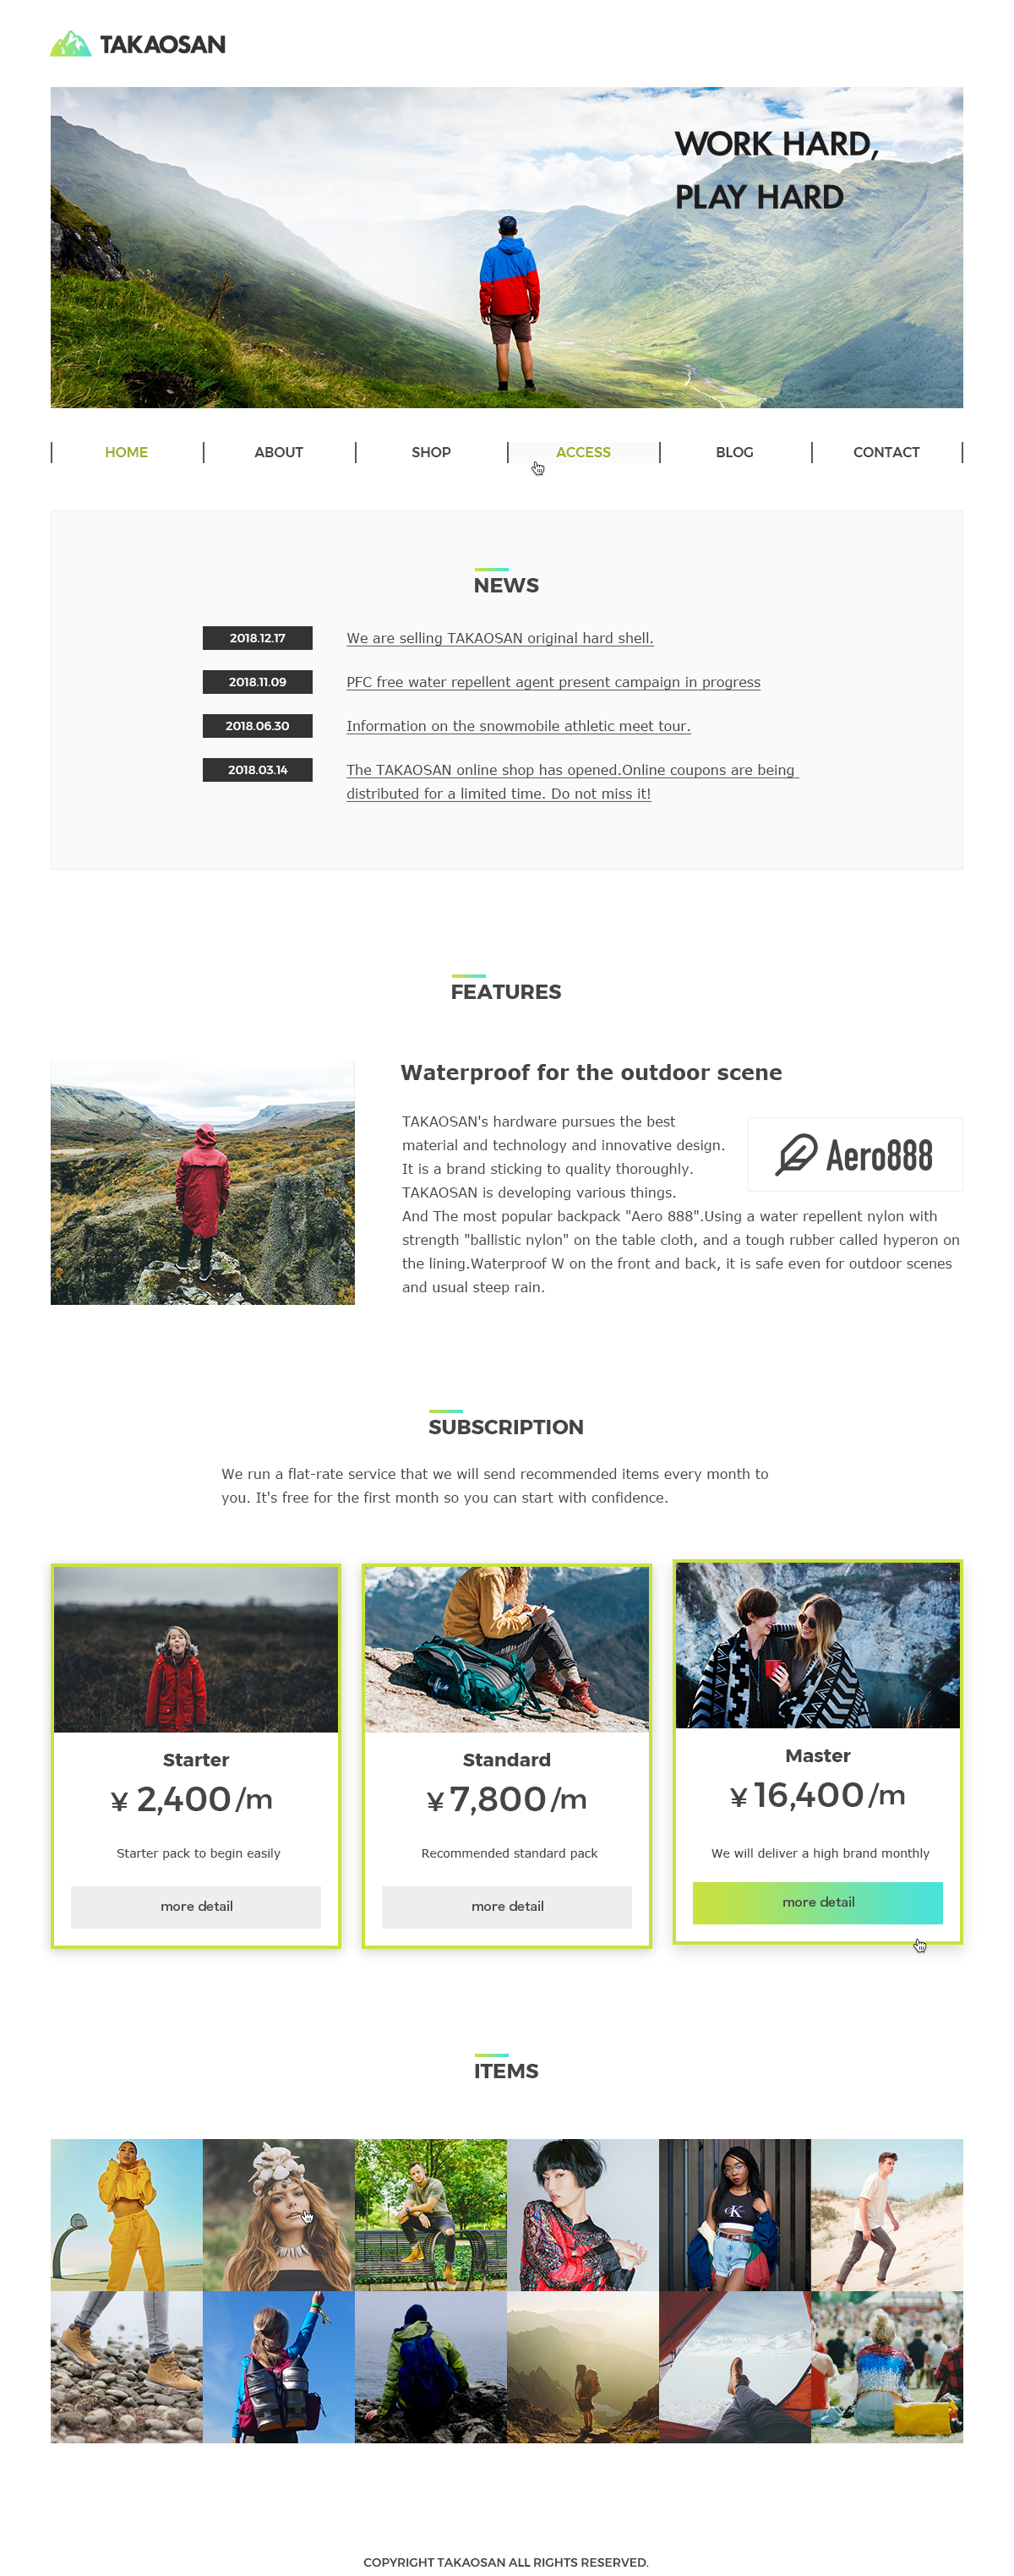 TAKAOSAN
WORK HARD,
PLAY HARD
HOME
ABOUT
SHOP
ACCESS
BLOG
CONTACT
NEWS
2018.12.17
We are selling TAKAOSAN original hard shell.
2018.11.09
PFC free water repellent agent present campaign in progress
2018.06.30
Information on the snowmobile athletic meet tour.
2018.03.14
The TAKAOSAN online shop has opened.Online coupons are being
distributed for a limited time. Do not miss it!
FEATURES
Waterproof for the outdoor scene
TAKAOSAN's hardware pursues the best
material and technology and innovative design.
It is a brand sticking to quality thoroughly.
TAKAOSAN is developing various things.
Aero888
And The most popular backpack "Aero 888".Using a water repellent nylon with
strength "ballistic nylon" on the table cloth, and a tough rubber called hyperon on
the lining.Waterproof W on the front and back, it is safe even for outdoor scenes
and usual steep rain.
SUBSCRIPTION
We run a flat-rate service that we will send recommended items every month to
you. It's free for the first month so you can start with confidence.
Starter
¥ 2,400/m
Starter pack to begin easily
more detail
Standard
¥ 7,800/m
Recommended standard pack
more detail
Master
¥ 16,400/m
We will deliver a high brand monthly
more detail
ITEMS
CK
COPYRIGHT TAKAOSAN ALL RIGHTS RESERVED.